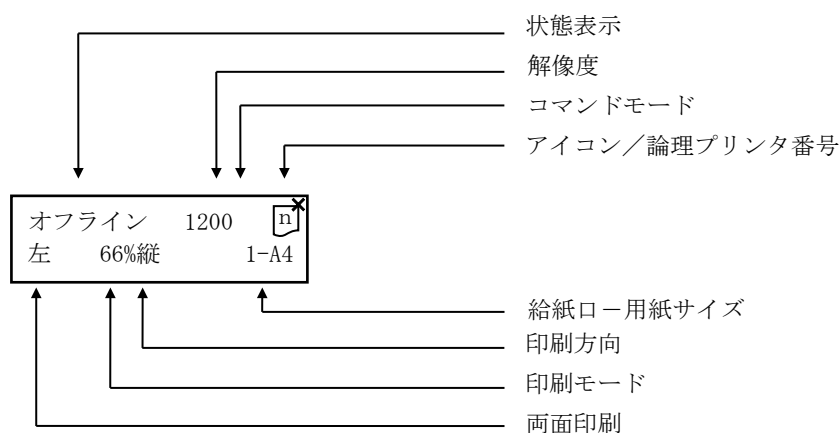 状態表示
解像度
コマンドモード
アイコン／論理プリンタ番号
オフライン 1200 n
左 66%縦 1-A4
給紙口－用紙サイズ
印刷方向
印刷モード
両面印刷